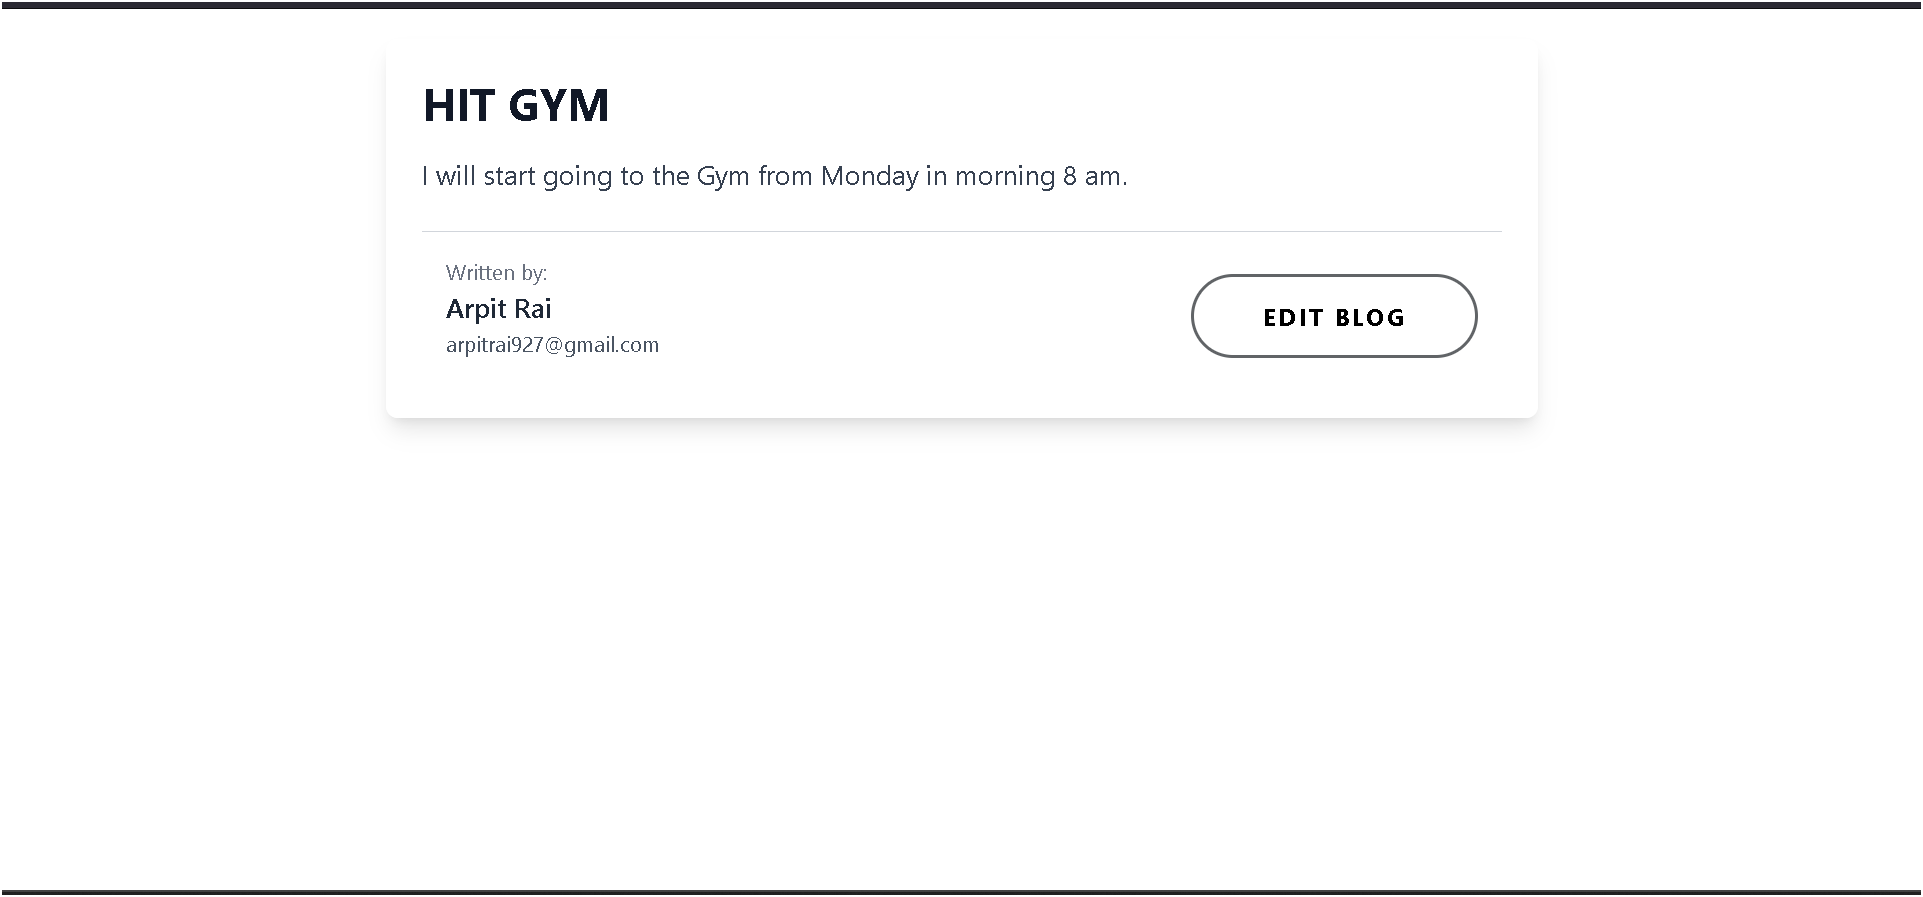 HIT GYM
I will start going to the Gym from Monday in morning 8 am.
Written by:
Arpit Rai
arpitrai927@gmail.com
EDIT BLOG